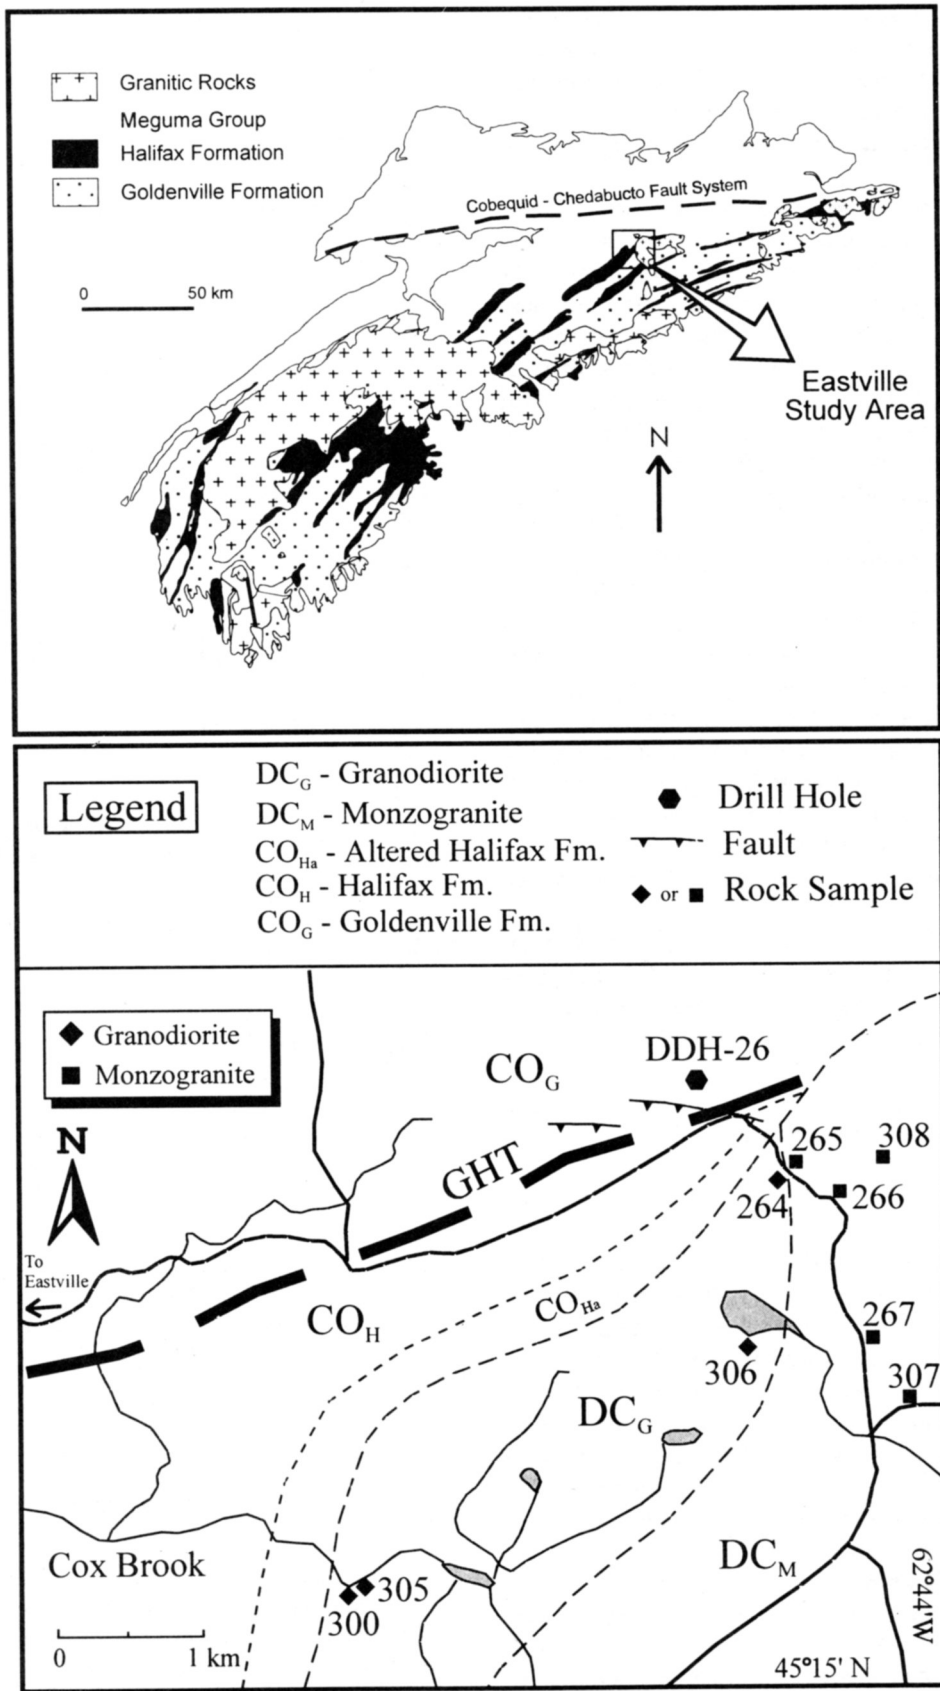 Granitic Rocks
Meguma Group
Halifax Formation
Goldenville Formation
Cobequid - Chedabucto Fault System
0 50 km
Eastville
Study Area
N
Legend
DCG - Granodiorite
DCM - Monzogranite
COHa - Altered Halifax Fm.
COH - Halifax Fm.
COG - Goldenville Fm.
Drill Hole
Fault
or Rock Sample
Granodiorite
Monzogranite
N
COG
DDH-26
GHT
265
308
264
266
To
Eastville
COH
COHa
267
306
307
DCG
Cox Brook
305
300
DCM
0 1 km
62°44'W
45°15' N